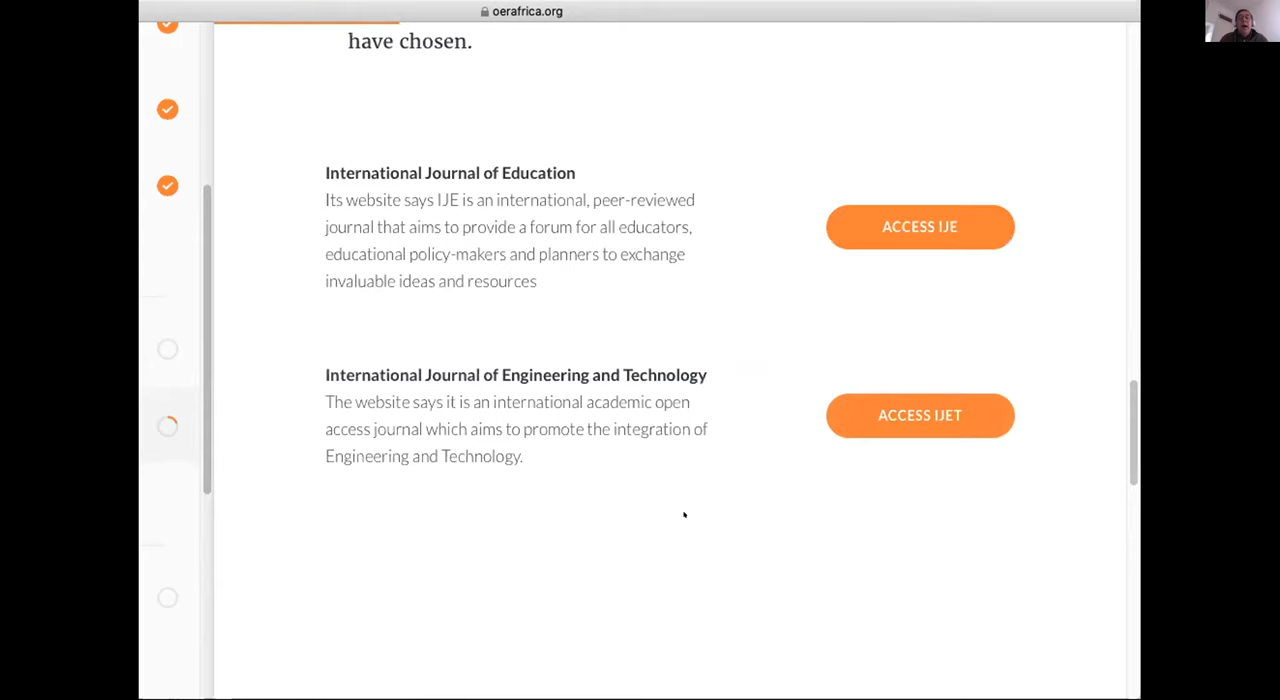 oerafrica.org
have chosen.
International Journal of Education
Its website says IJE is an international, peer-reviewed
journal that aims to provide a forum for all educators,
educational policy-makers and planners to exchange
invaluable ideas and resources
ACCESS IJE
International Journal of Engineering and Technology
The website says it is an international academic open
access journal which aims to promote the integration of
Engineering and Technology.
ACCESS IJET